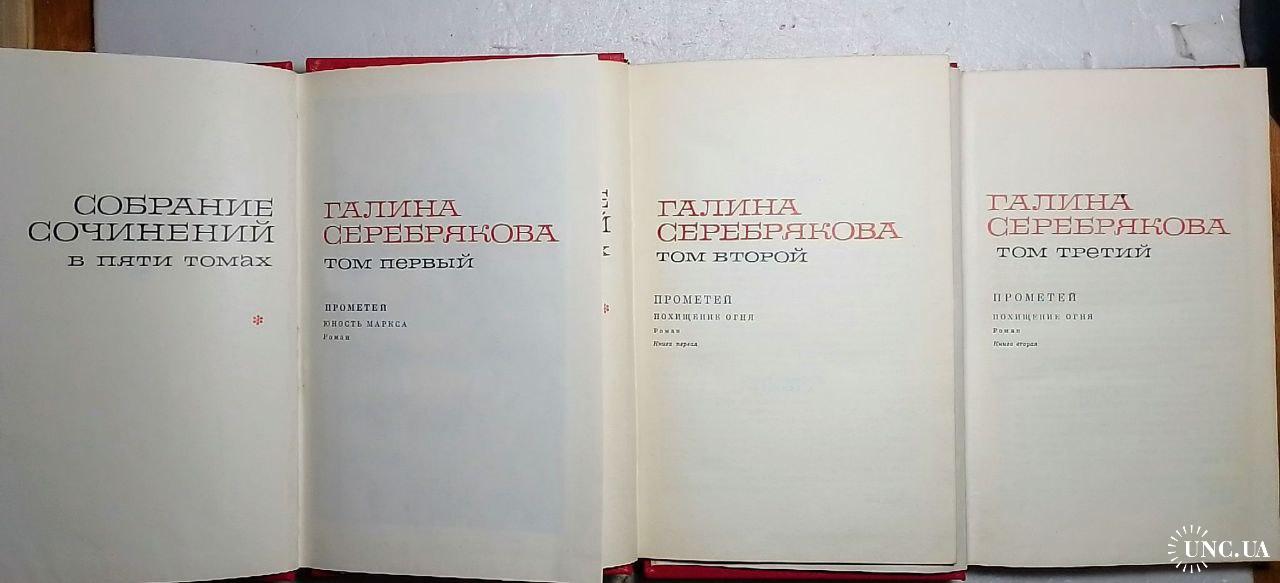 СОБРАНИЕ
СОЧИНЕНИЙ
В ПЯТИ ТОМАХ
*
ГАЛИНА
СЕРЕБРЯКОВА
ТОМ ПЕРВЫЙ
ПРОМЕТЕЙ
ЮНОСТЬ МАРКСА
Роман
*
ГАЛИНА
СЕРЕБРЯКОВА
ТОМ ВТОРОЙ
ПРОМЕТЕЙ
ПОХИЩЕНИЕ ОГНЯ
Роман
Книга первая
ГАЛИНА
СЕРЕБРЯКОВА
ТОМ ТРЕТИЙ
ПРОМЕТЕЙ
ПОХИЩЕНИЕ ОГНЯ
Роман
Книга вторая
UNC.UA